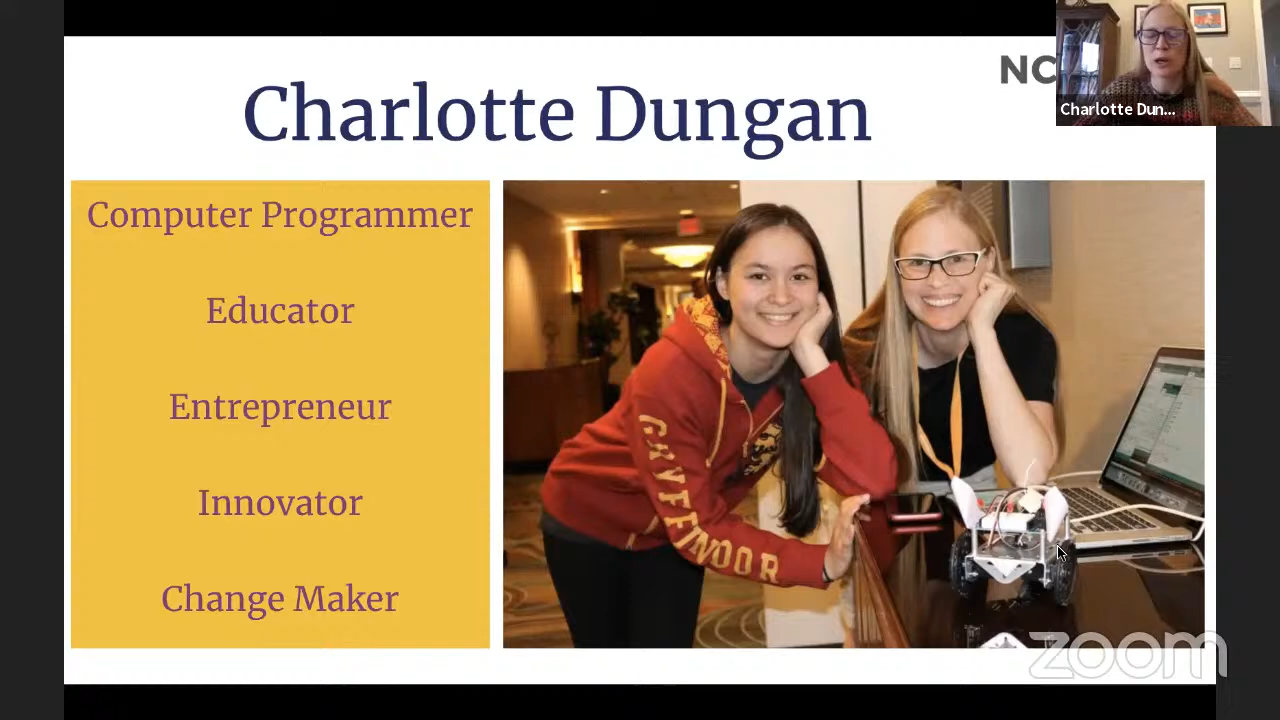 Charlotte Dungan
NC
Charlotte Dun...
Computer Programmer
Educator
Entrepreneur
Innovator
Change Maker
GRYFFINDOR
zoom